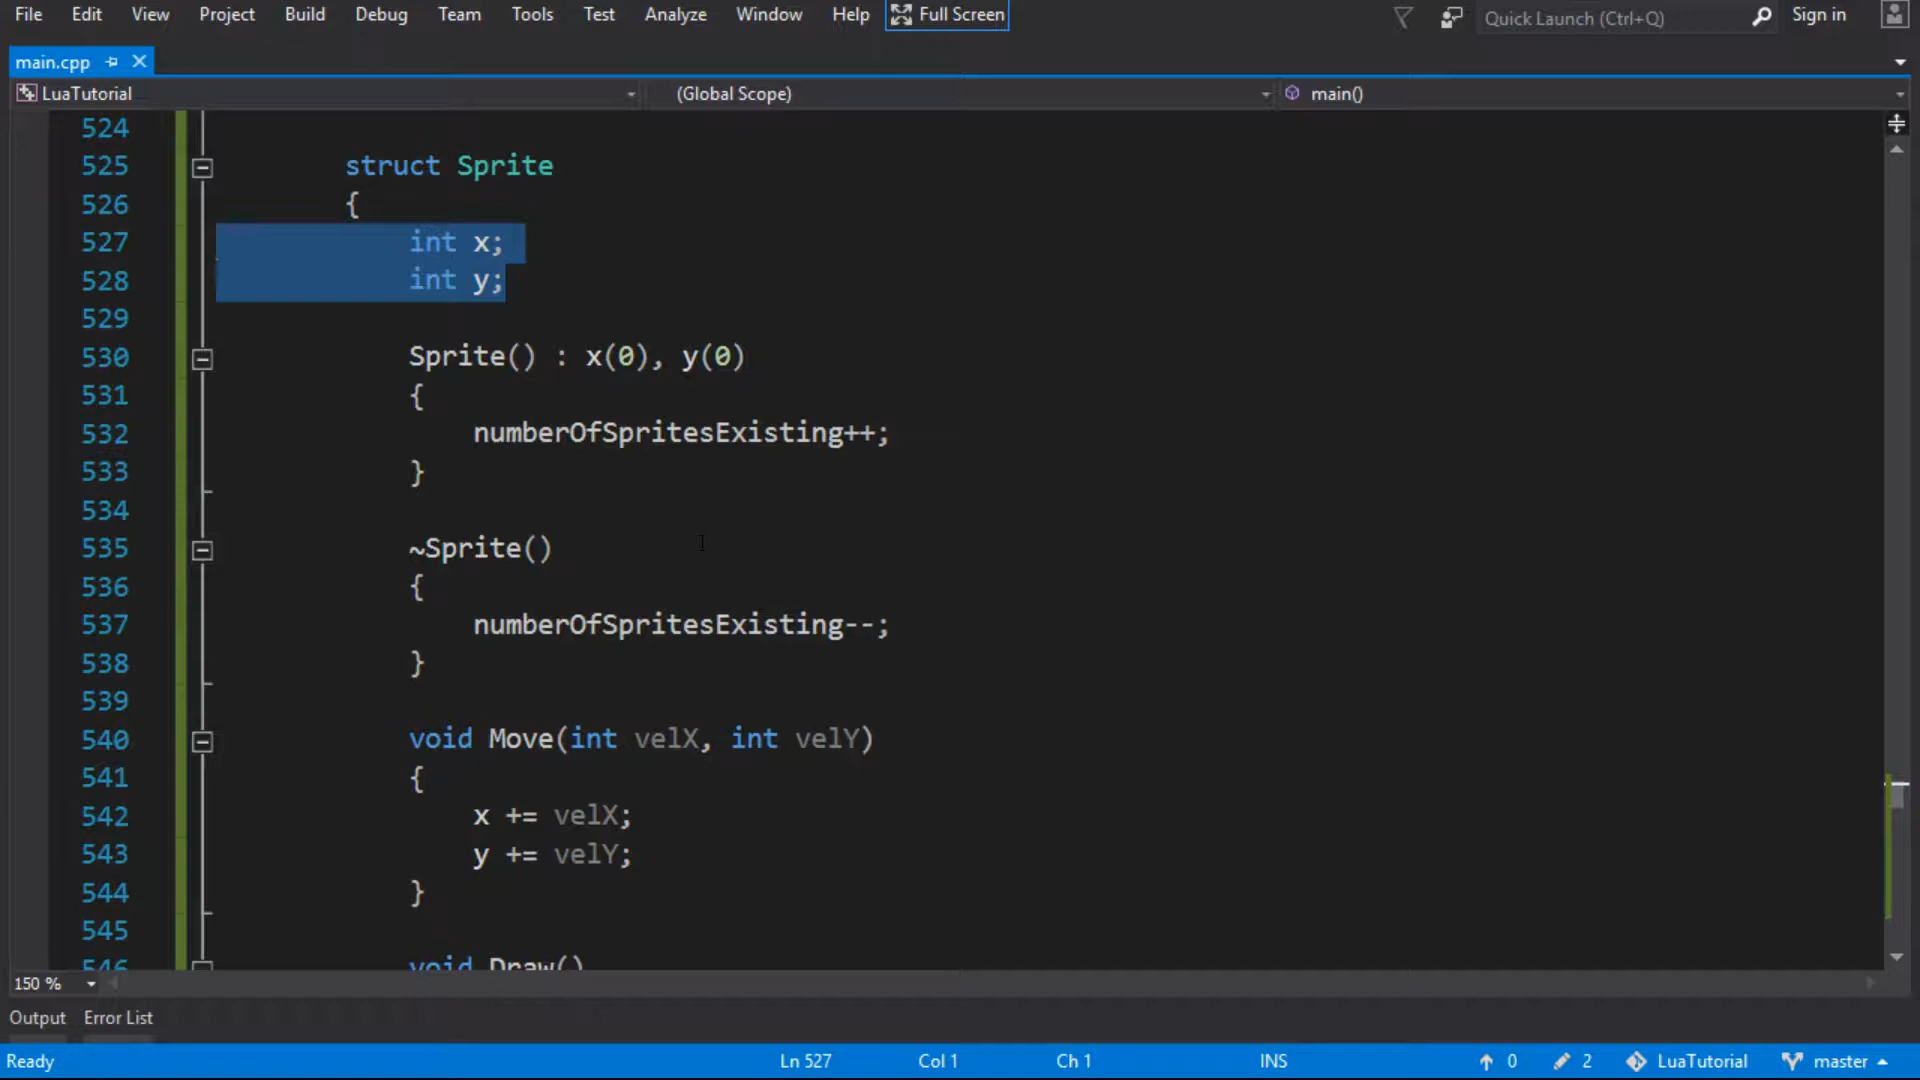 File Edit View Project Build Debug Team Tools Test Analyze Window Help Full Screen Quick Launch (Ctrl+Q) Sign in
main.cpp
LuaTutorial (Global Scope) main()
524
525 struct Sprite
526 {
527 int x;
528 int y;
529
530 Sprite() : x(0), y(0)
531 {
532 numberOfSpritesExisting++;
533 }
534
535 ~Sprite()
536 {
537 numberOfSpritesExisting--;
538 }
539
540 void Move(int velX, int velY)
541 {
542 x += velX;
543 y += velY;
544 }
545
546 void Draw()
150 %
Output Error List
Ready Ln 527 Col 1 Ch 1 INS 0 2 LuaTutorial master